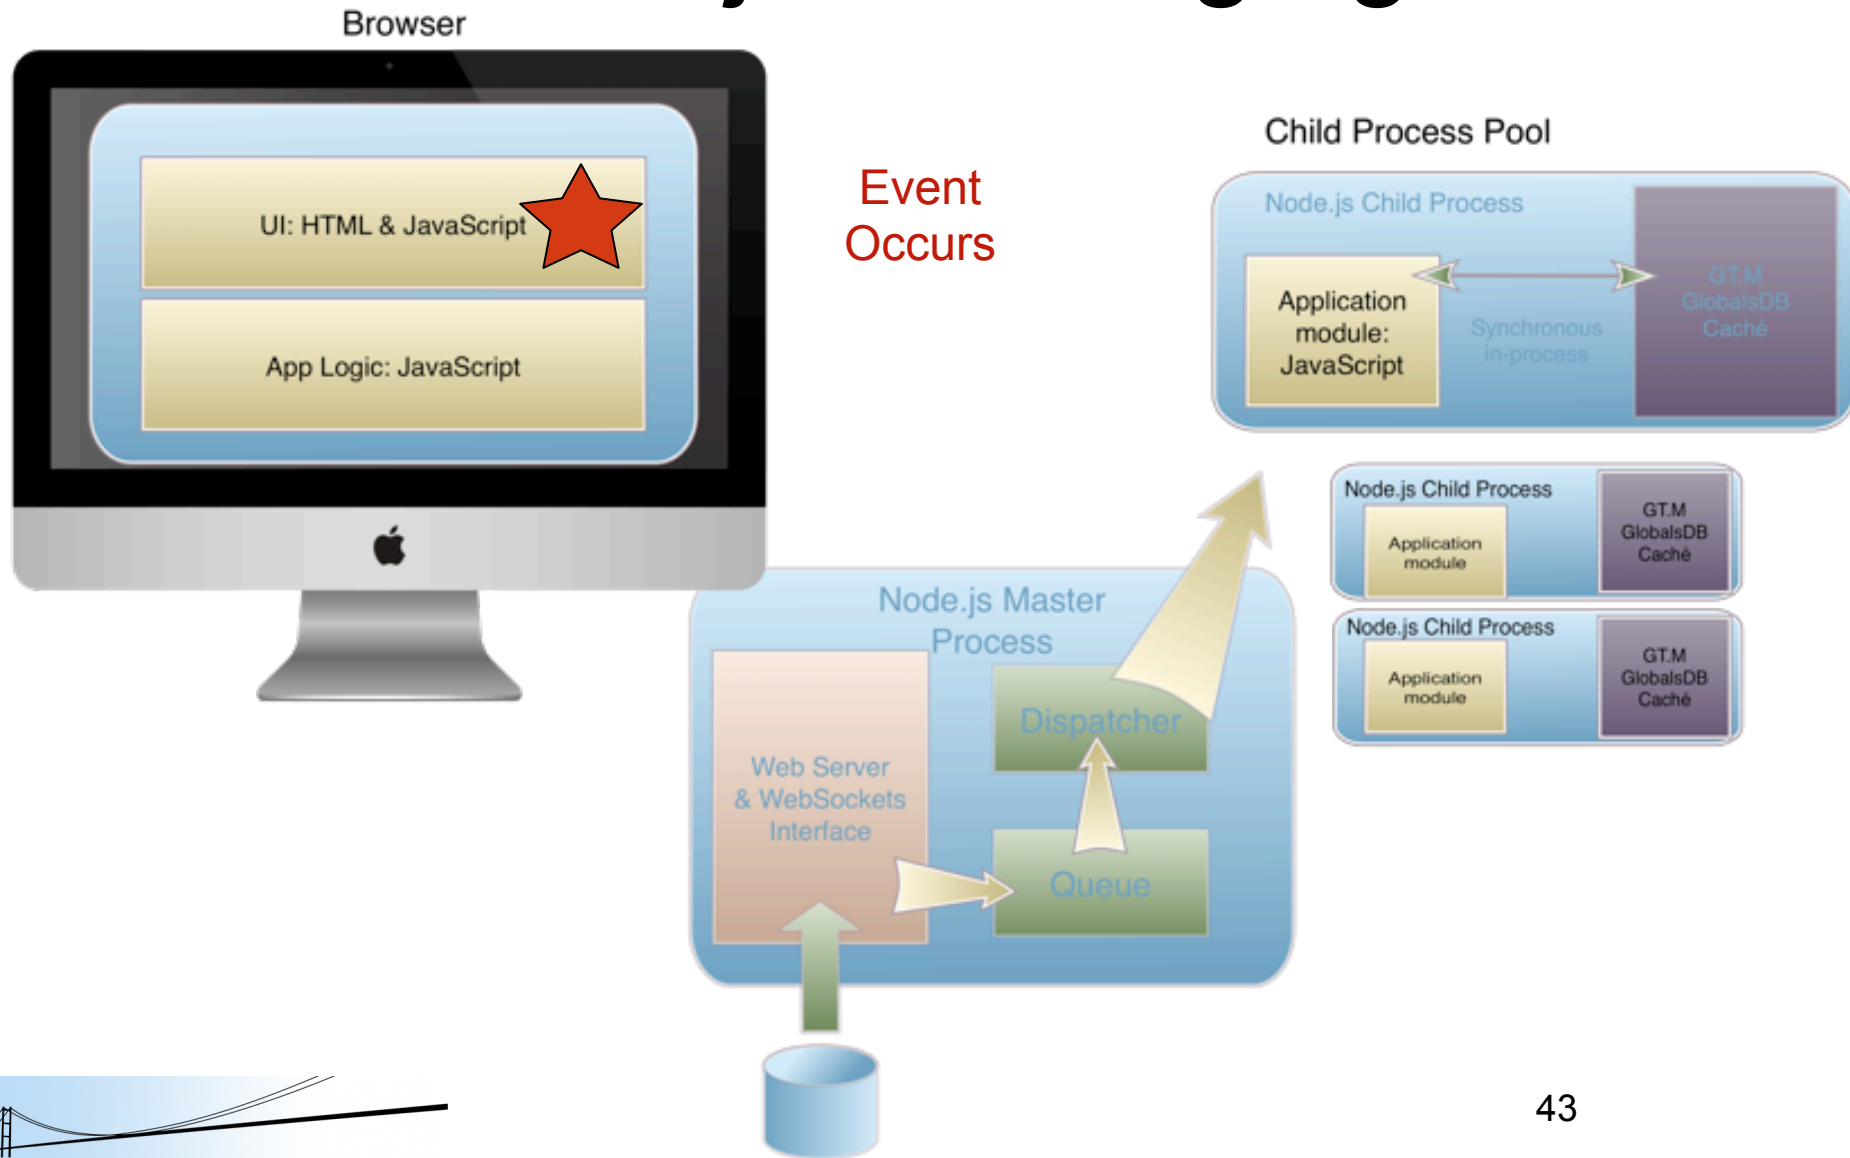 Browser
UI: HTML & JavaScript
App Logic: JavaScript
Event
Occurs
Child Process Pool
Node.js Child Process
Application
module:
JavaScript
Synchronous
in-process
GT.M
GlobalsDB
Caché
Node.js Child Process
Application
module
GT.M
GlobalsDB
Caché
Node.js Child Process
Application
module
GT.M
GlobalsDB
Caché
Node.js Master
Process
Web Server
& WebSockets
Interface
Dispatcher
Queue
43